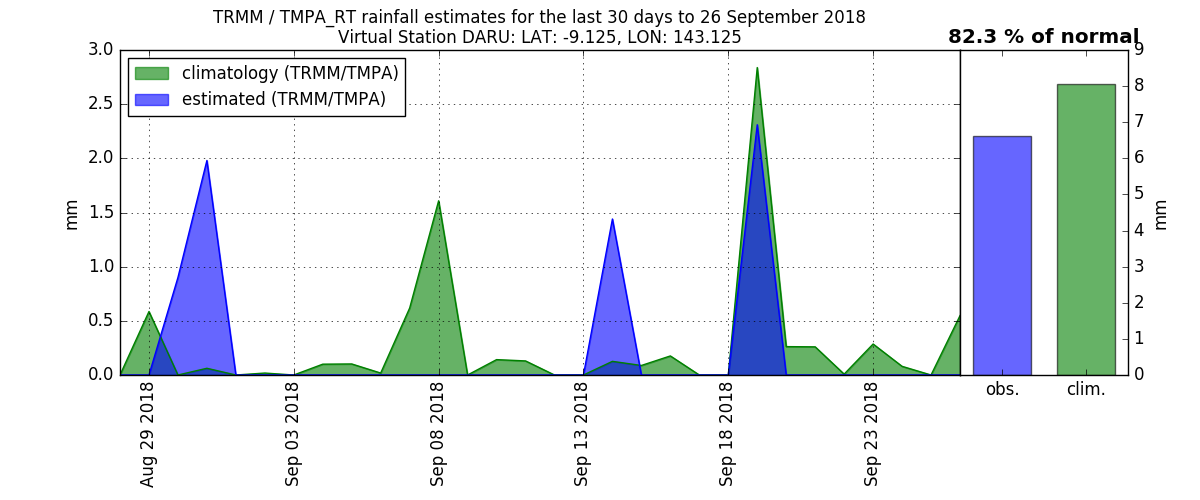 TRMM / TMPA_RT rainfall estimates for the last 30 days to 26 September 2018
Virtual Station DARU: LAT: -9.125, LON: 143.125
82.3 % of normal
climatology (TRMM/TMPA)
estimated (TRMM/TMPA)
3.0
2.5
2.0
1.5
1.0
0.5
0.0
mm
Aug 29 2018
Sep 03 2018
Sep 08 2018
Sep 13 2018
Sep 18 2018
Sep 23 2018
obs.
clim.
9
8
7
6
5
4
3
2
1
0
mm